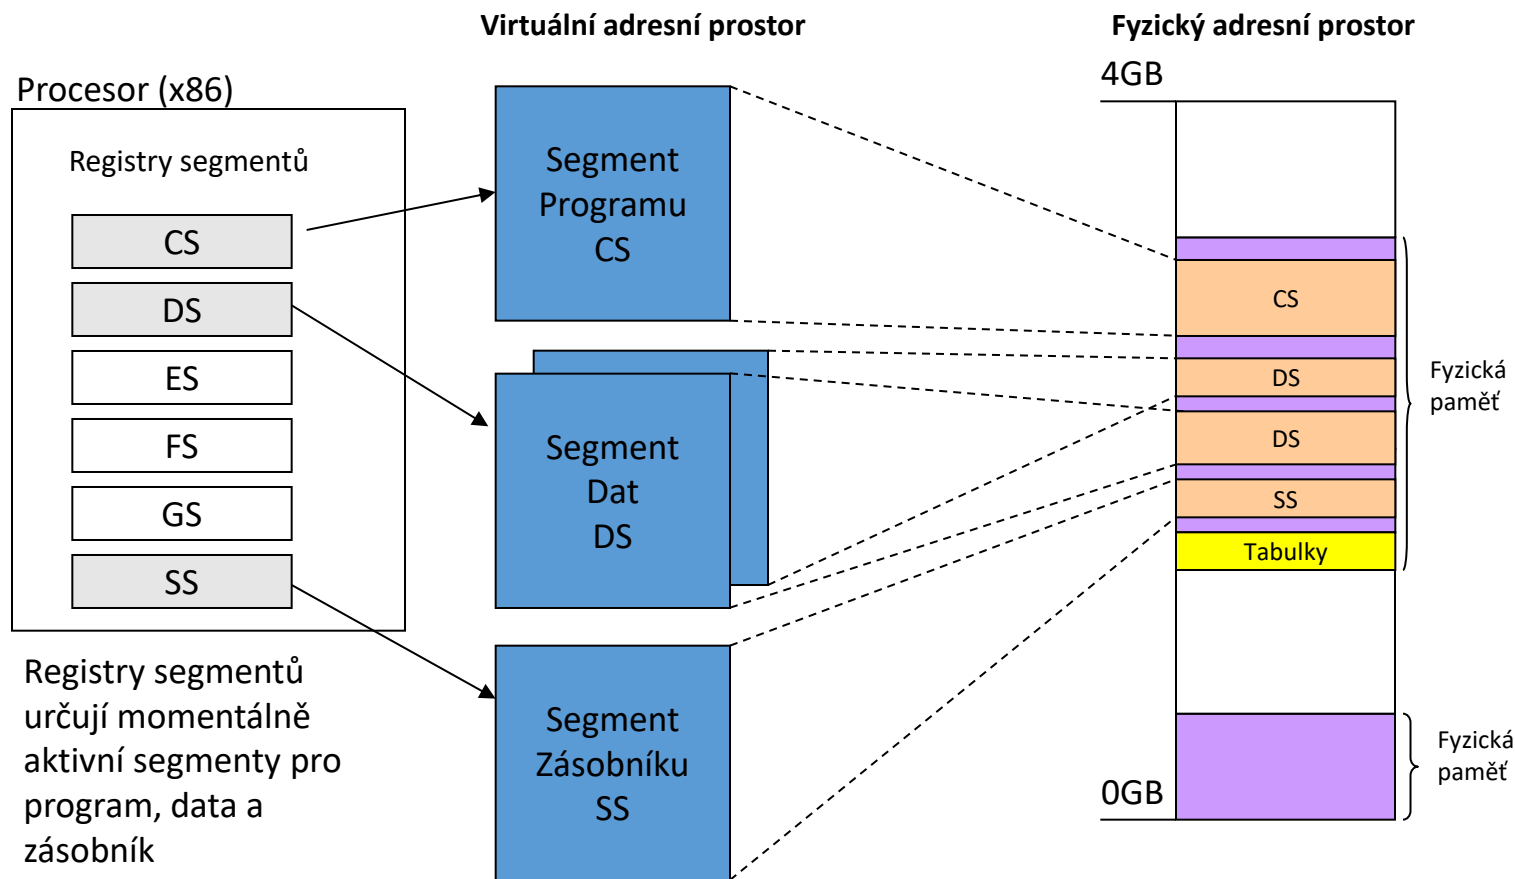 Virtuální adresní prostor
Fyzický adresní prostor
Procesor (x86)
Registry segmentů
CS
DS
ES
FS
GS
SS
Registry segmentů
určují momentálně
aktivní segmenty pro
program, data a
zásobník
Segment
Programu
CS
Segment
Dat
DS
Segment
Zásobníku
SS
4GB
CS
DS
DS
SS
Tabulky
Fyzická
paměť
0GB
Fyzická
paměť